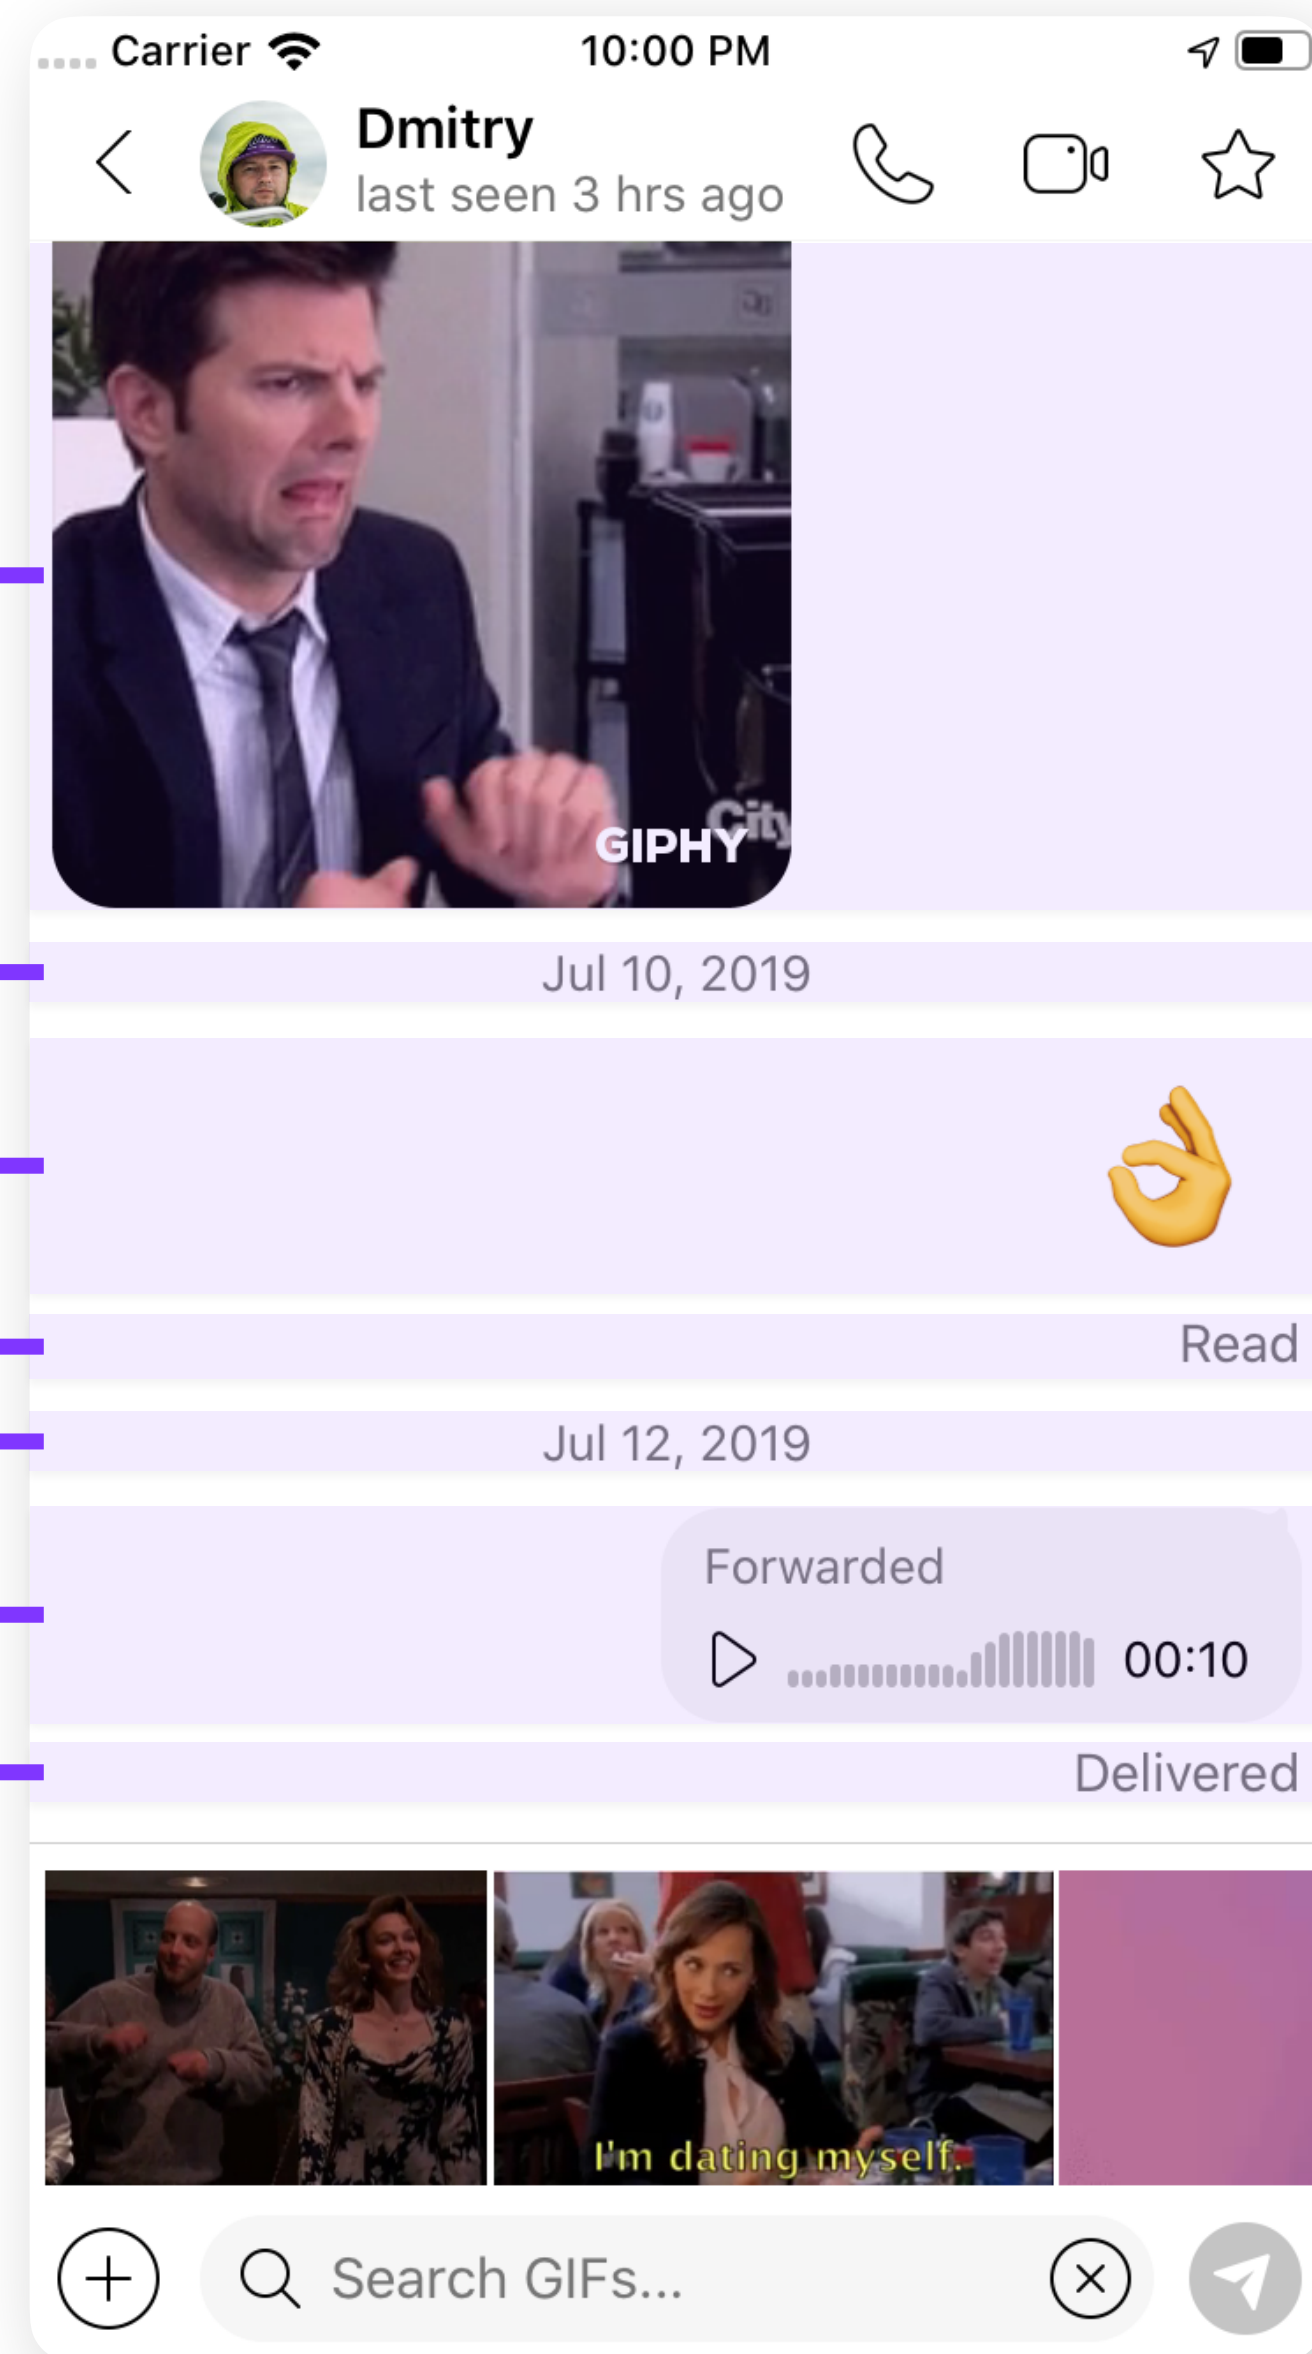 Carrier
10:00 PM
Dmitry
last seen 3 hrs ago
City
GIPHY
Jul 10, 2019
Read
Jul 12, 2019
Forwarded
00:10
Delivered
I'm dating myself.
Search GIFs...